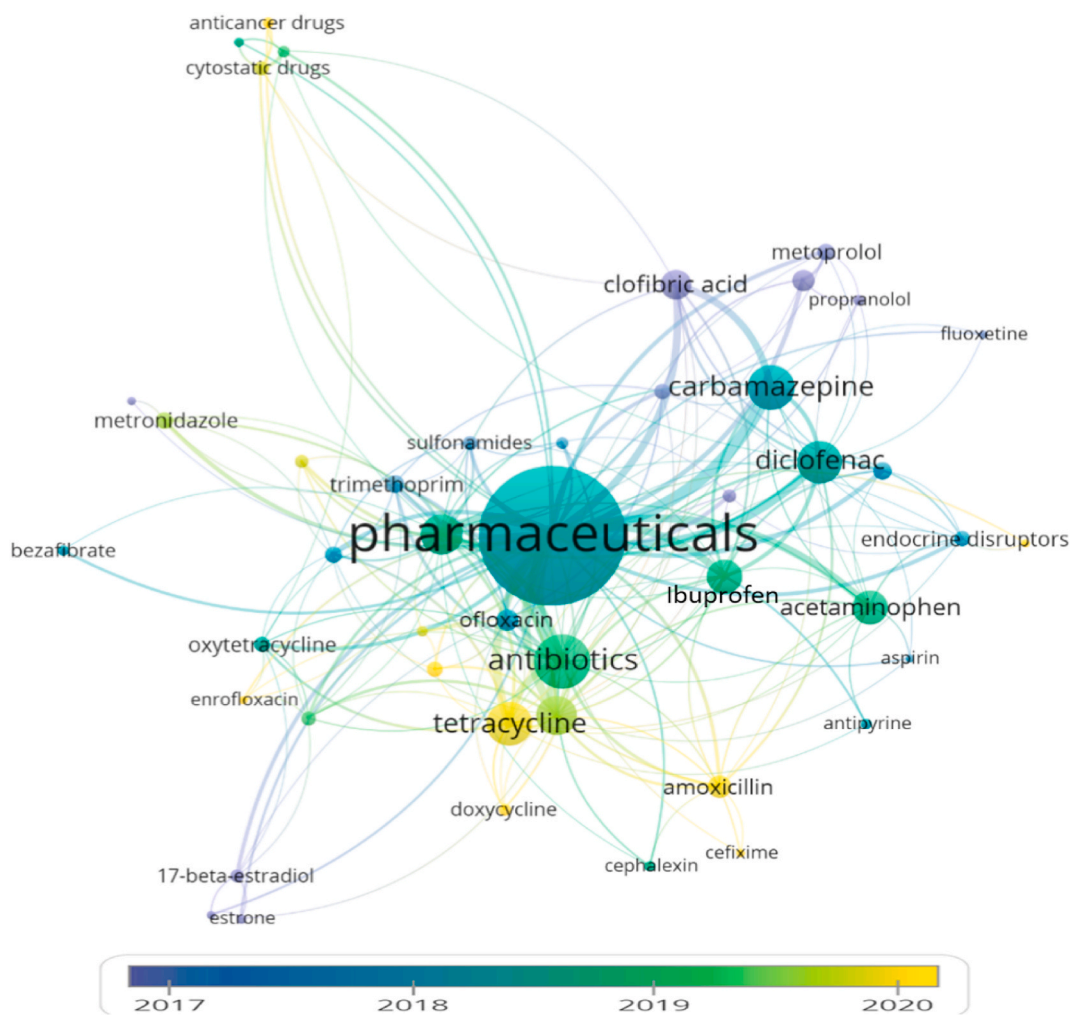 anticancer drugs
cytostatic drugs
metoprolol
clofibric acid
propranolol
fluoxetine
carbamazepine
metronidazole
sulfonamides
diclofenac
trimethoprim
pharmaceuticals
endocrine disruptors
bezafibrate
Ibuprofen
acetaminophen
ofloxacin
oxytetracycline
antibiotics
aspirin
enrofloxacin
tetracycline
antipyrine
amoxicillin
doxycycline
cefixime
cephalexin
17-beta-estradiol
estrone
2017 2018 2019 2020